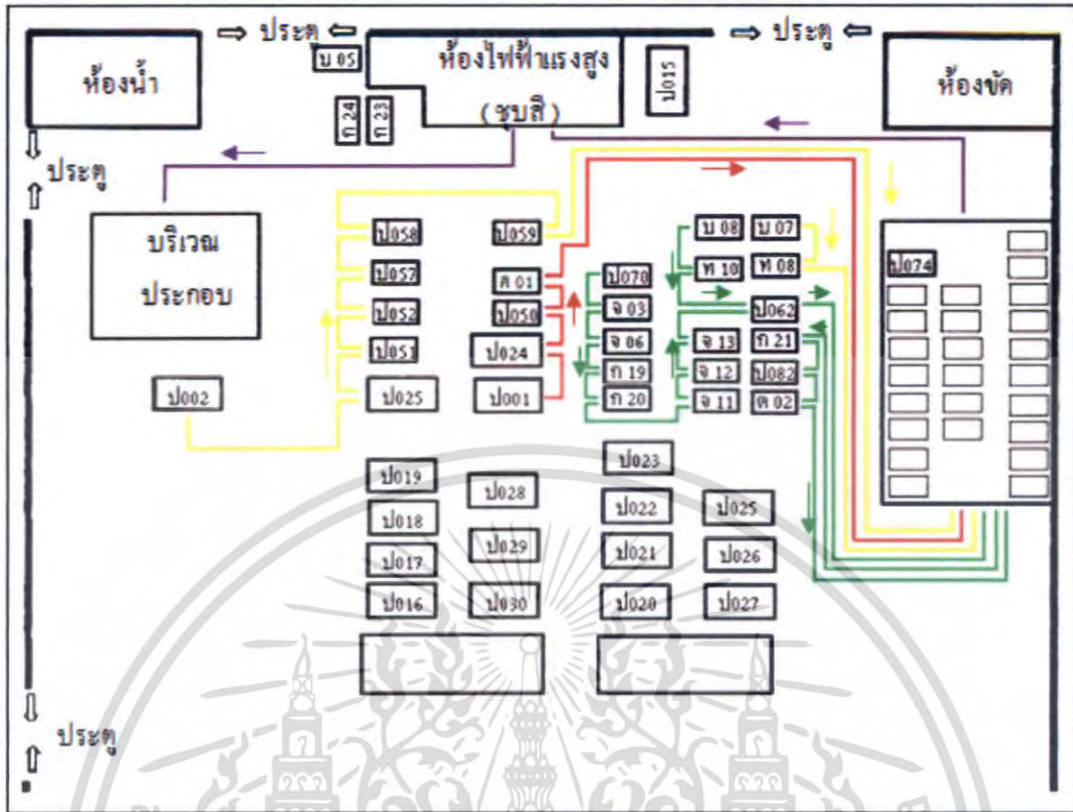 ประตู
ประตู
ห้องน้ำ
บ 05
ห้องไฟฟ้าแรงสูง
(ชุบสี)
ป015
ห้องขัด
ก 24
ก 23
ประตู
บริเวณ
ประกอบ
ป058
ป059
บ 08
บ 07
ป057
ค 01
ป070
ท 10
ท 08
ป074
ป052
ป050
จ 03
ป062
ป051
ป024
จ 06
จ 13
ก 21
ก 19
จ 12
ป082
ป002
ป025
ป001
ก 20
จ 11
ค 02
ป019
ป028
ป023
ป018
ป022
ป025
ป017
ป029
ป021
ป026
ป016
ป030
ป020
ป027
ประตู